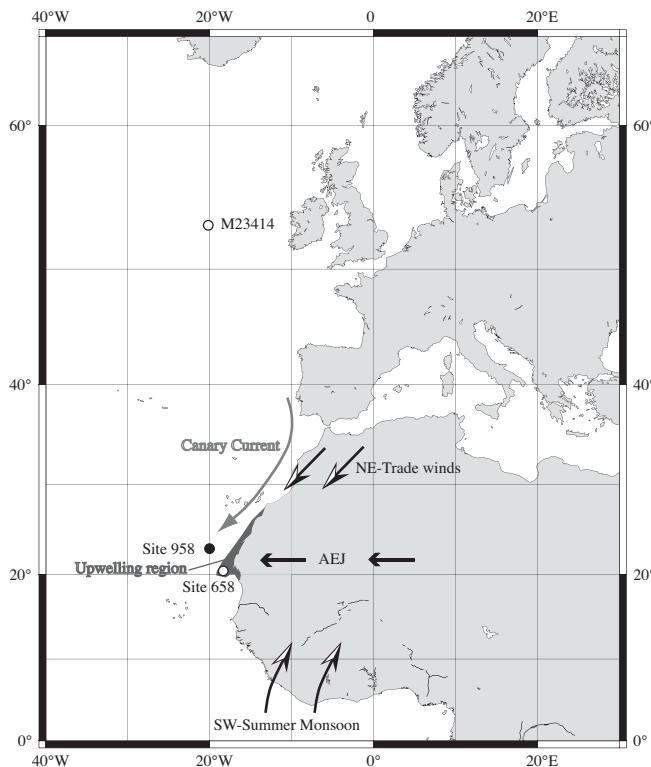 40°W 20°W 0 20°E
60° 60°
M23414
40° 40°
Canary Current
NE-Trade winds
Site 958
AEJ
Upwelling region
20° 20°
Site 658
SW-Summer Monsoon
0° 0°
40°W 20°W 0° 20°E